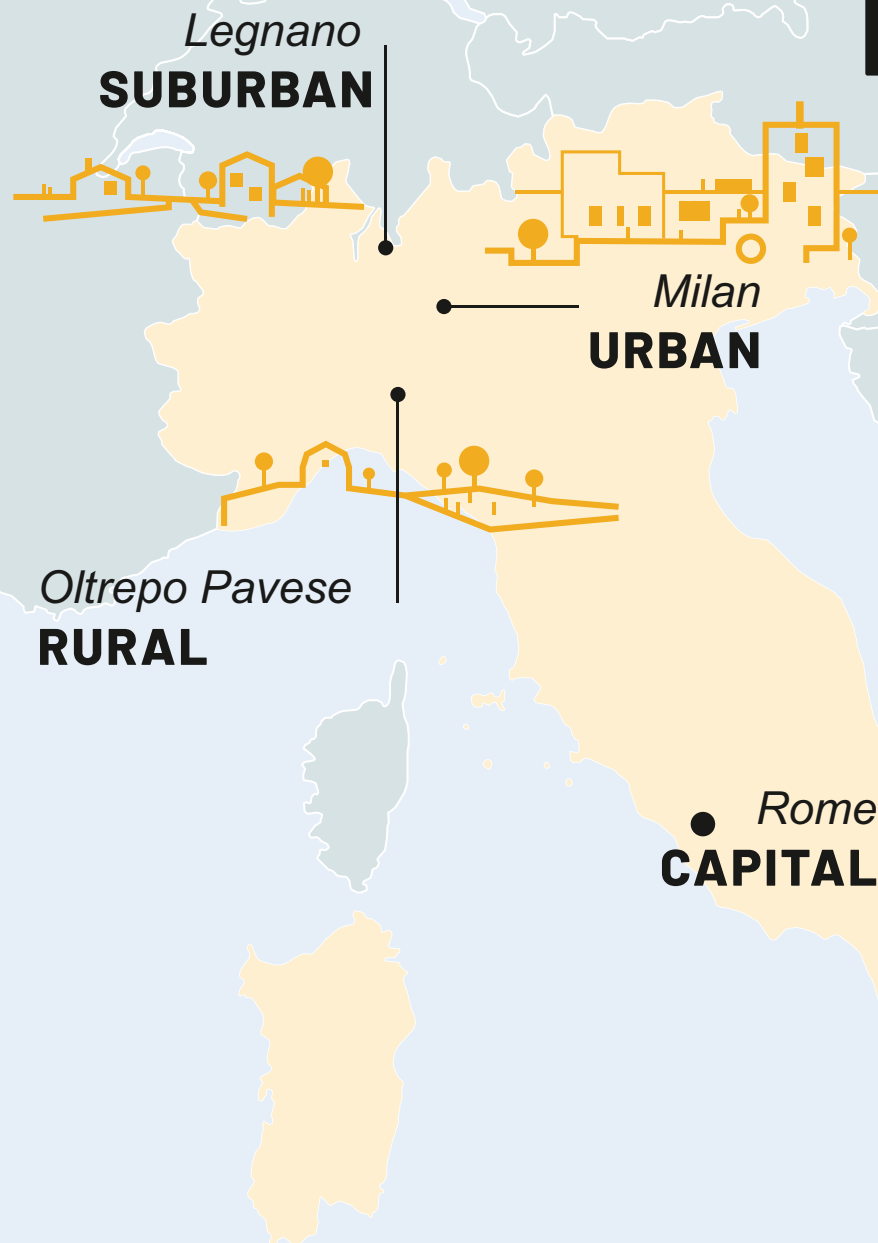 Legnano
SUBURBAN
Milan
URBAN
Oltrepo Pavese
RURAL
Rome
CAPITAL